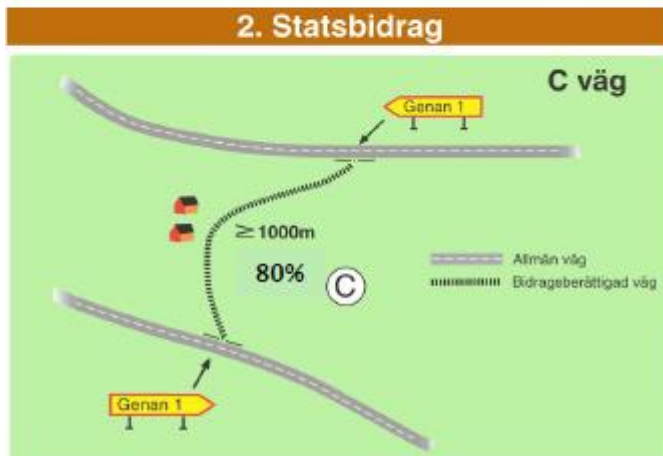 2. Statsbidrag
C väg
Genan 1
≥ 1000m
80%
C
Allmän väg
Bidragsberättigad väg
Genan 1